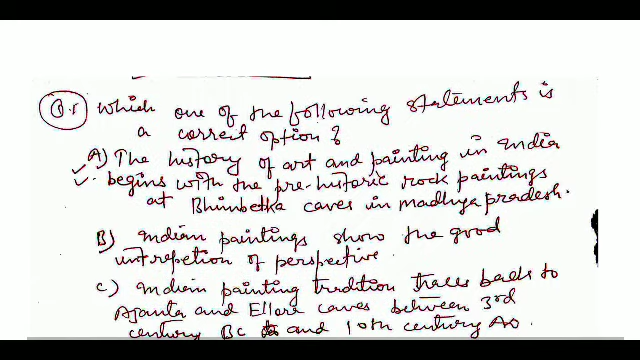 Q.1 Which one of the following statements is
a correct option?
A) The history of art and painting in India
begins with the pre-historic rock paintings
at Bhimbetka caves in Madhya pradesh.
B) Indian paintings show the good
intrepetion of perspective.
C) Indian painting tradition traces back to
Ajanta and Ellore caves between 3rd
century BC and 10th century AD.